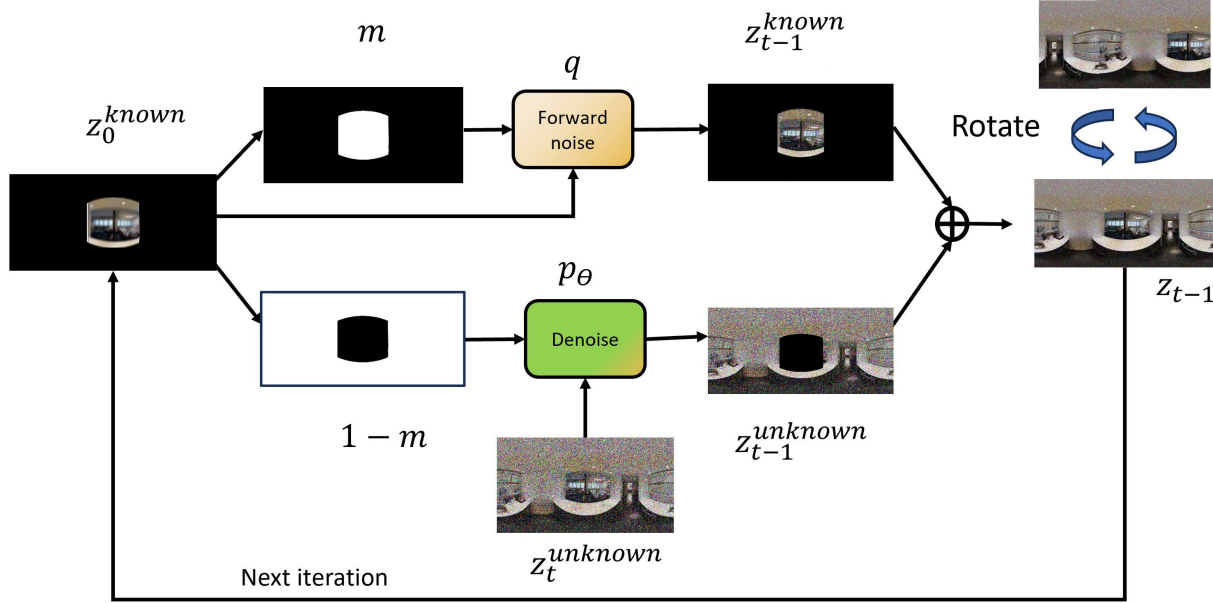 m
z_0^{known}
q
Forward
noise
z_{t-1}^{known}
Rotate
z_{t-1}
p_Θ
Denoise
1 − m
z_{t-1}^{unknown}
z_t^{unknown}
Next iteration